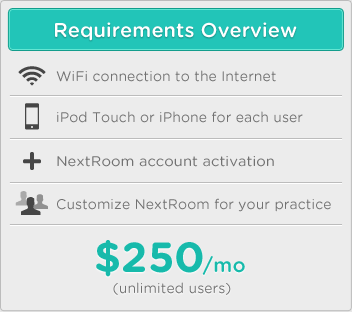 Requirements Overview
WiFi connection to the Internet
iPod Touch or iPhone for each user
NextRoom account activation
Customize NextRoom for your practice
$250/mo
(unlimited users)